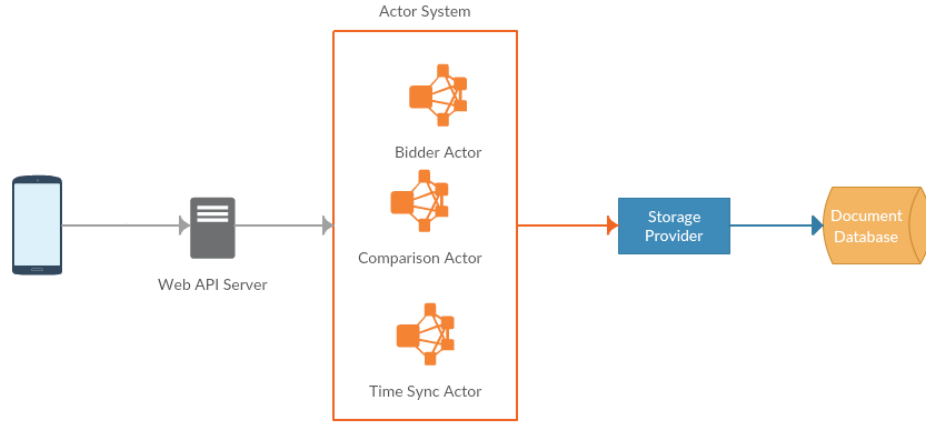 Actor System
Bidder Actor
Comparison Actor
Time Sync Actor
Web API Server
Storage
Provider
Document
Database